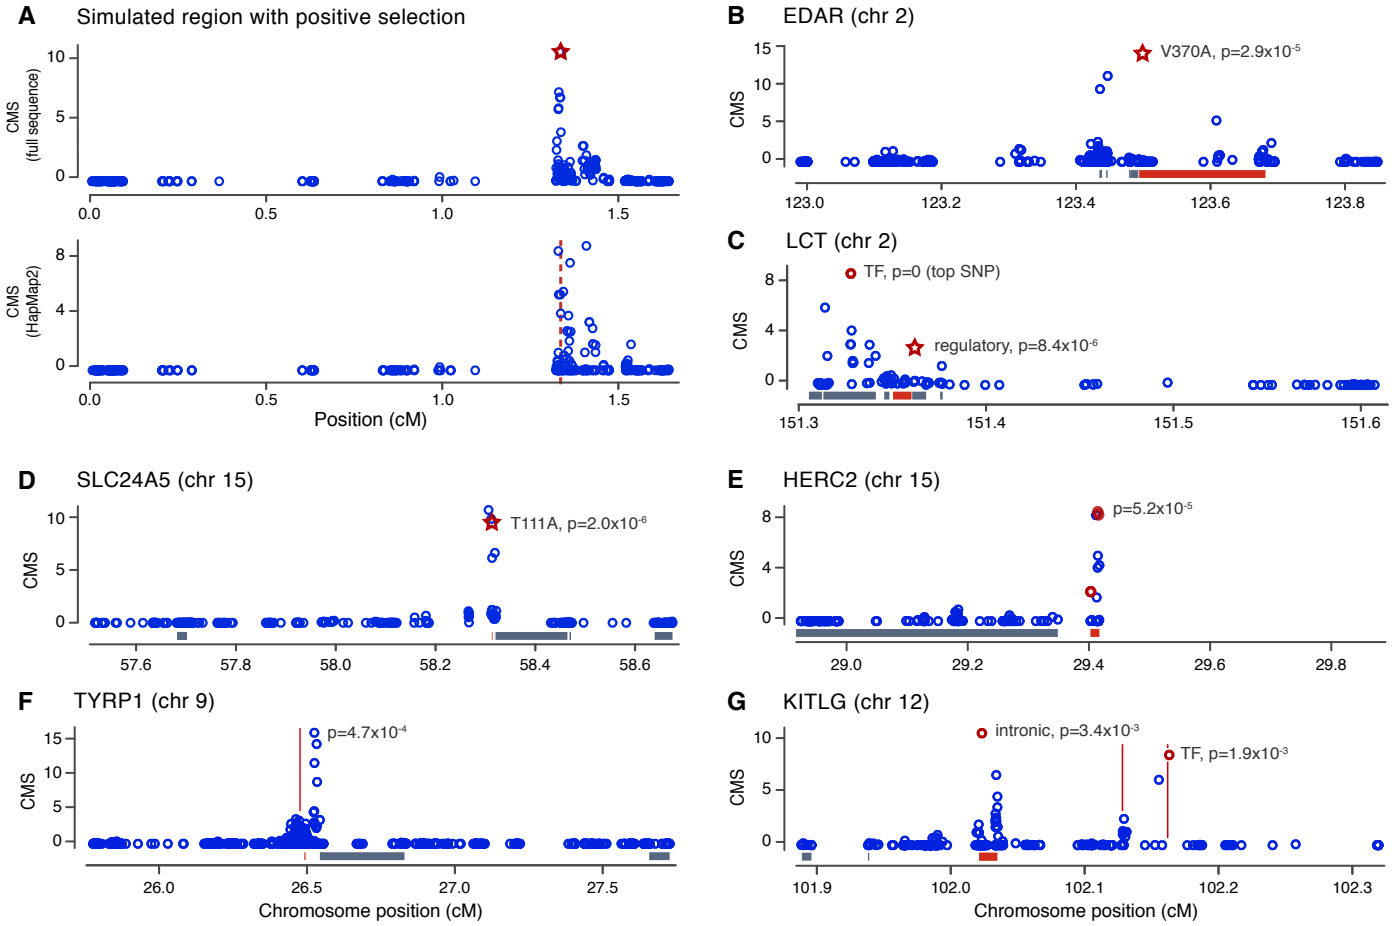 A Simulated region with positive selection
CMS
(full sequence)
10
5
0
0.0 0.5 1.0 1.5
CMS
(HapMap2)
8
4
0
0.0 0.5 1.0 1.5
Position (cM)
B EDAR (chr 2)
CMS
15
10
5
0
V370A, p=2.9x10-5
123.0 123.2 123.4 123.6 123.8
C LCT (chr 2)
CMS
8
4
0
TF, p=0 (top SNP)
regulatory, p=8.4x10-6
151.3 151.4 151.5 151.6
D SLC24A5 (chr 15)
CMS
10
5
0
T111A, p=2.0x10-6
57.6 57.8 58.0 58.2 58.4 58.6
E HERC2 (chr 15)
CMS
8
4
0
p=5.2x10-5
29.0 29.2 29.4 29.6 29.8
F TYRP1 (chr 9)
CMS
15
10
5
0
p=4.7x10-4
26.0 26.5 27.0 27.5
Chromosome position (cM)
G KITLG (chr 12)
CMS
10
5
0
intronic, p=3.4x10-3
TF, p=1.9x10-3
101.9 102.0 102.1 102.2 102.3
Chromosome position (cM)